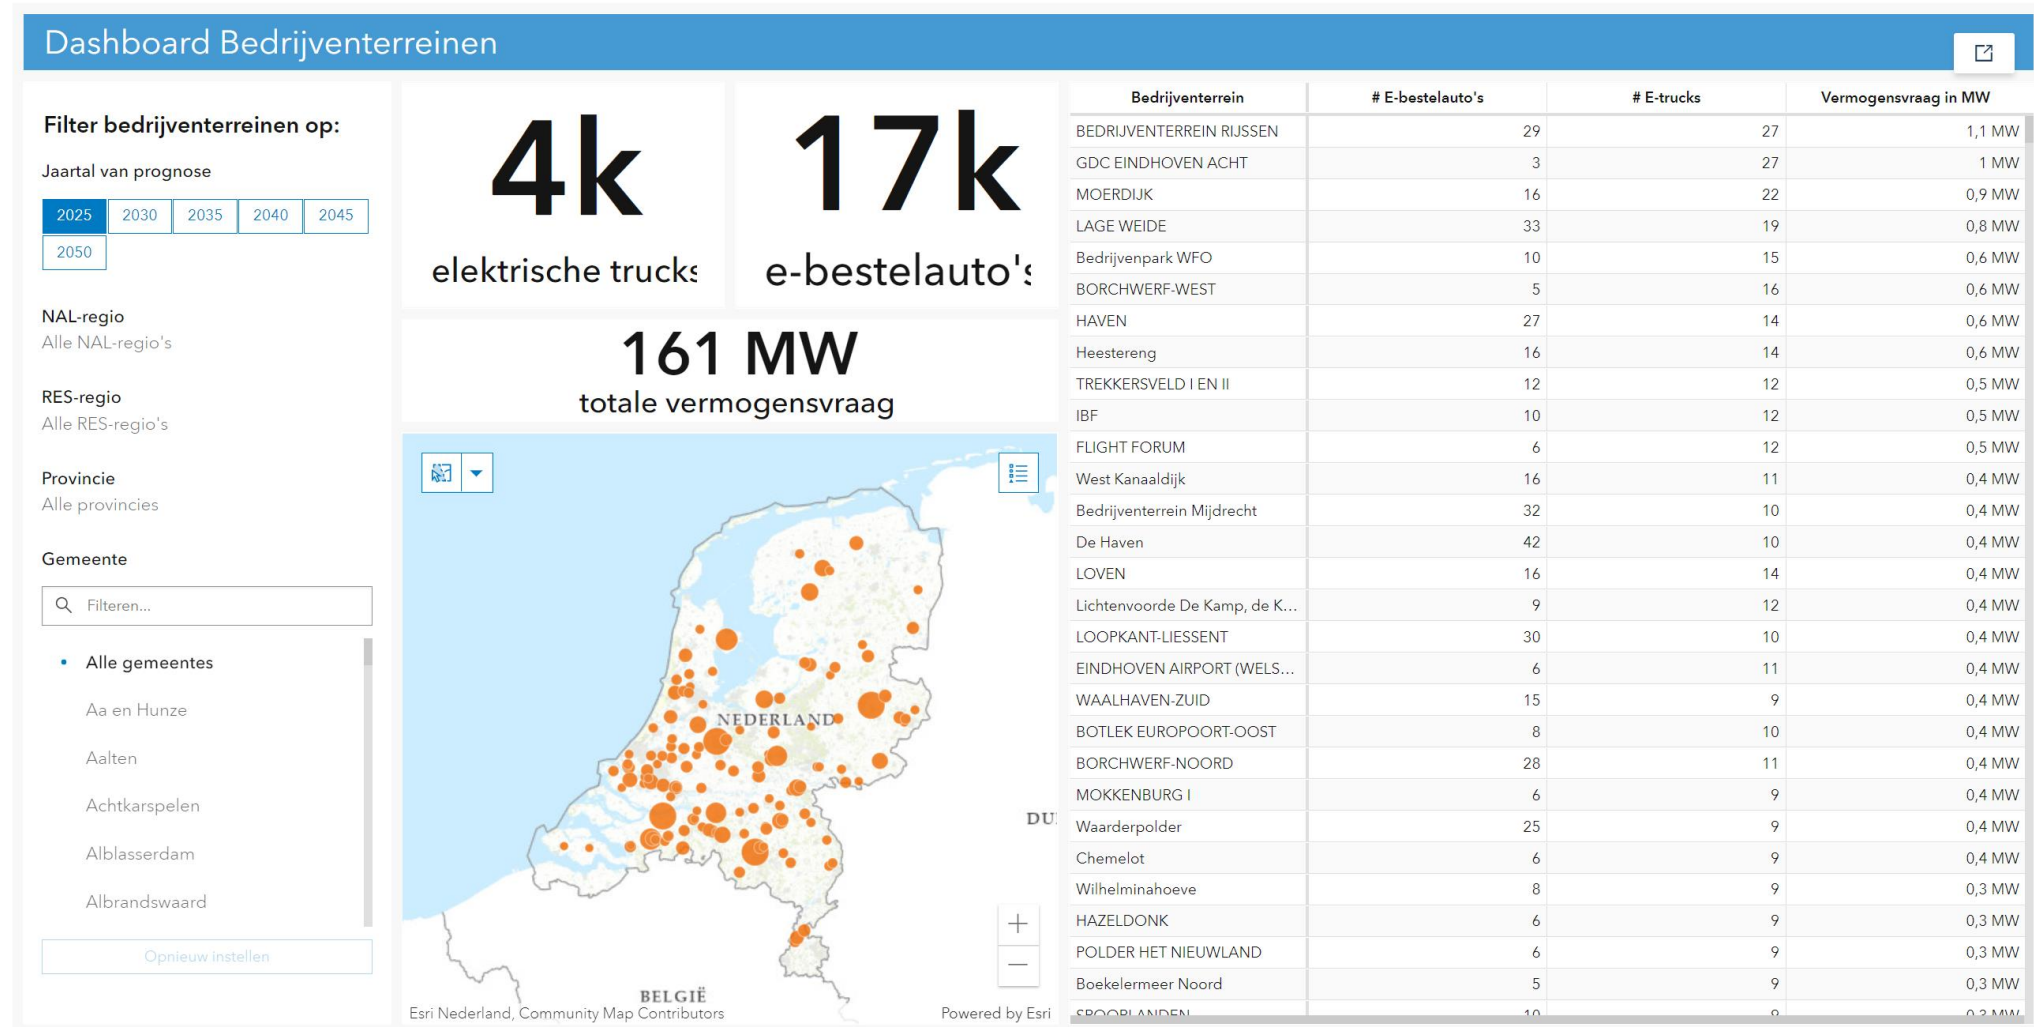 Dashboard Bedrijventerreinen
Filter bedrijventerreinen op:
Jaartal van prognose
2025 2030 2035 2040 2045
2050
NAL-regio
Alle NAL-regio's
RES-regio
Alle RES-regio's
Provincie
Alle provincies
Gemeente
Filteren...
Alle gemeentes
Aa en Hunze
Aalten
Achtkarspelen
Alblasserdam
Albrandswaard
Opnieuw instellen
4k
elektrische trucks
17k
e-bestelauto's
161 MW
totale vermogensvraag
NEDERLAND
DU
BELGIË
Esri Nederland, Community Map Contributors
Powered by Esri
Bedrijventerrein # E-bestelauto's # E-trucks Vermogensvraag in MW
BEDRIJVENTERREIN RIJSSEN 29 27 1,1 MW
GDC EINDHOVEN ACHT 3 27 1 MW
MOERDIJK 16 22 0,9 MW
LAGE WEIDE 33 19 0,8 MW
Bedrijvenpark WFO 10 15 0,6 MW
BORCHWERF-WEST 5 16 0,6 MW
HAVEN 27 14 0,6 MW
Heestereng 16 14 0,6 MW
TREKKERSVELD I EN II 12 12 0,5 MW
IBF 10 12 0,5 MW
FLIGHT FORUM 6 12 0,5 MW
West Kanaaldijk 16 11 0,4 MW
Bedrijventerrein Mijdrecht 32 10 0,4 MW
De Haven 42 10 0,4 MW
LOVEN 16 14 0,4 MW
Lichtenvoorde De Kamp, de K... 9 12 0,4 MW
LOOPKANT-LIESSENT 30 10 0,4 MW
EINDHOVEN AIRPORT (WELS... 6 11 0,4 MW
WAALHAVEN-ZUID 15 9 0,4 MW
BOTLEK EUROPOORT-OOST 8 10 0,4 MW
BORCHWERF-NOORD 28 11 0,4 MW
MOKKENBURG I 6 9 0,4 MW
Waarderpolder 25 9 0,4 MW
Chemelot 6 9 0,4 MW
Wilhelminahoeve 8 9 0,3 MW
HAZELDONK 6 9 0,3 MW
POLDER HET NIEUWLAND 6 9 0,3 MW
Boekelermeer Noord 5 9 0,3 MW
SPOORLANDEN 10 9 0,3 MW